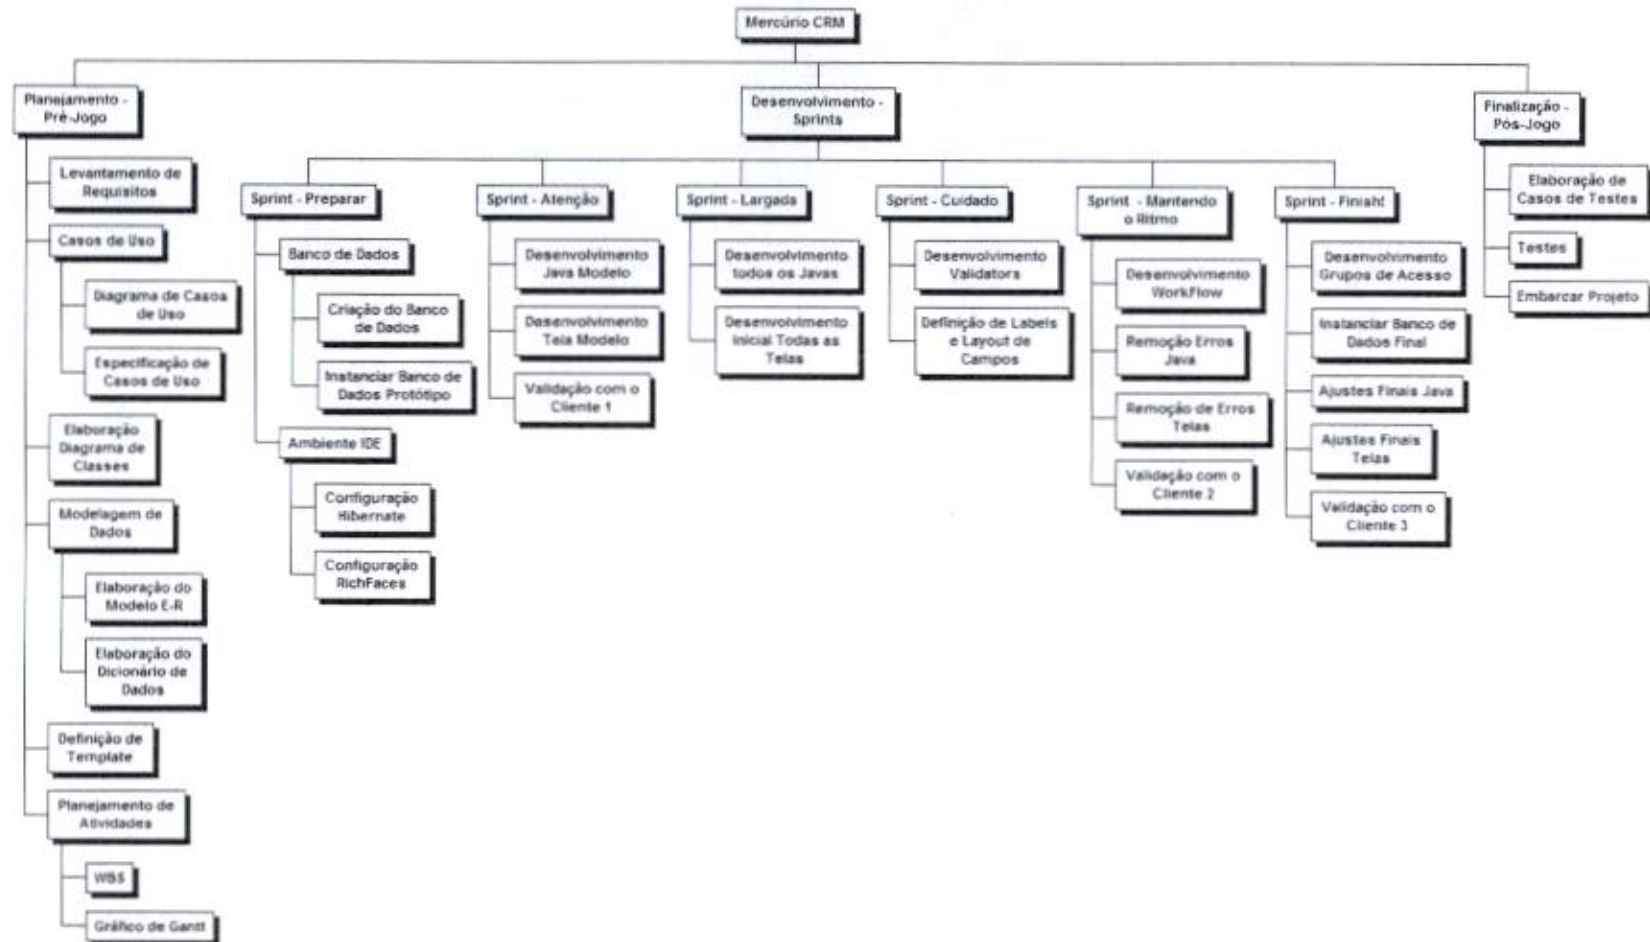 Mercúrio CRM
Planejamento -
Pré-Jogo
Levantamento de
Requisitos
Casos de Uso
Diagrama de Casos
de Uso
Especificação de
Casos de Uso
Elaboração
Diagrama de
Classes
Modelagem de
Dados
Elaboração do
Modelo E-R
Elaboração do
Dicionário de
Dados
Definição de
Template
Planejamento de
Atividades
WBS
Gráfico de Gantt
Desenvolvimento -
Sprints
Sprint - Preparar
Banco de Dados
Criação do Banco
de Dados
Instanciar Banco de
Dados Protótipo
Ambiente IDE
Configuração
Hibernate
Configuração
RichFaces
Sprint - Atenção
Desenvolvimento
Java Modelo
Desenvolvimento
Tela Modelo
Validação com o
Cliente 1
Sprint - Largada
Desenvolvimento
todos os Javas
Desenvolvimento
Inicial Todas as
Telas
Sprint - Cuidado
Desenvolvimento
Validators
Definição de Labels
e Layout de
Campos
Sprint - Mantendo
o Ritmo
Desenvolvimento
WorkFlow
Remoção Erros
Java
Remoção de Erros
Telas
Validação com o
Cliente 2
Sprint - Finish!
Desenvolvimento
Grupos de Acesso
Instanciar Banco de
Dados Final
Ajustes Finais Java
Ajustes Finais
Telas
Validação com o
Cliente 3
Finalização -
Pós-Jogo
Elaboração de
Casos de Testes
Testes
Embarcar Projeto